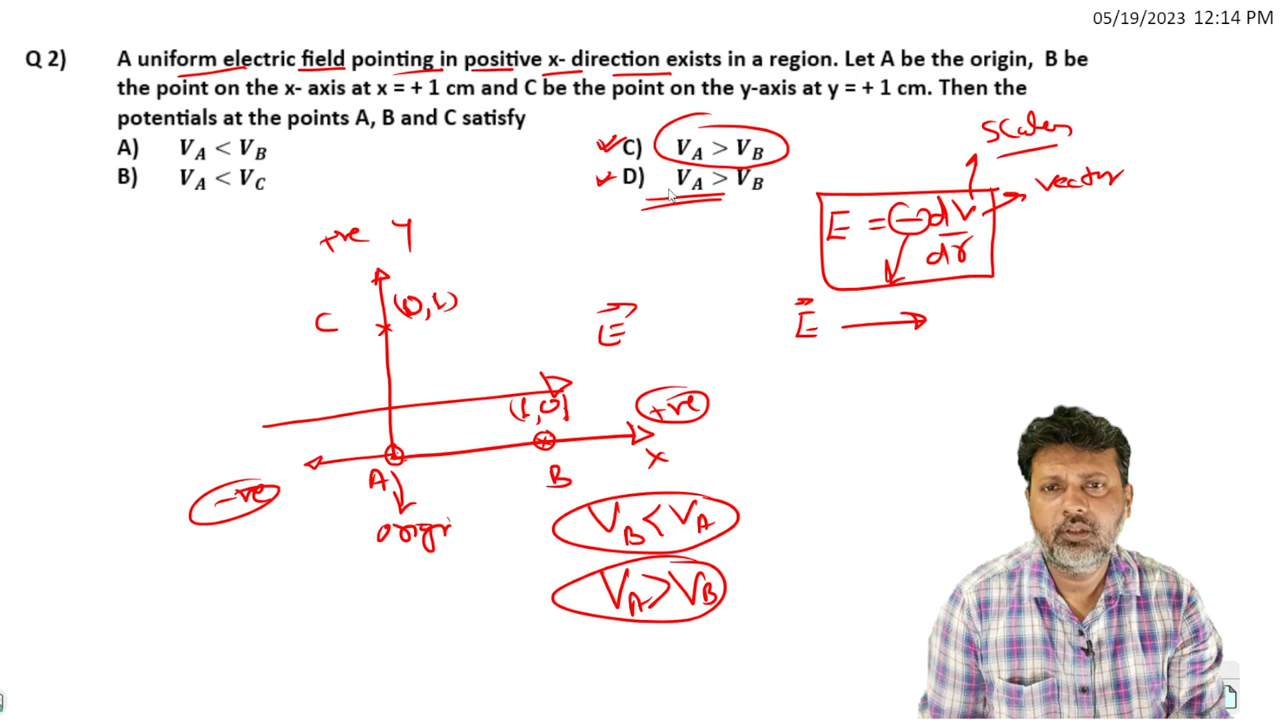 05/19/2023 12:14 PM
Q 2) A uniform electric field pointing in positive x- direction exists in a region. Let A be the origin, B be
the point on the x- axis at x = + 1 cm and C be the point on the y-axis at y = + 1 cm. Then the
potentials at the points A, B and C satisfy
A) V_A < V_B C) V_A > V_B
B) V_A < V_C D) V_A > V_B
scalar
vector
E = - dV
dr
+ve Y
C (0,1)
E
E
(1,0)
+ve
X
A B
-ve
origi
V_B < V_A
V_A > V_B